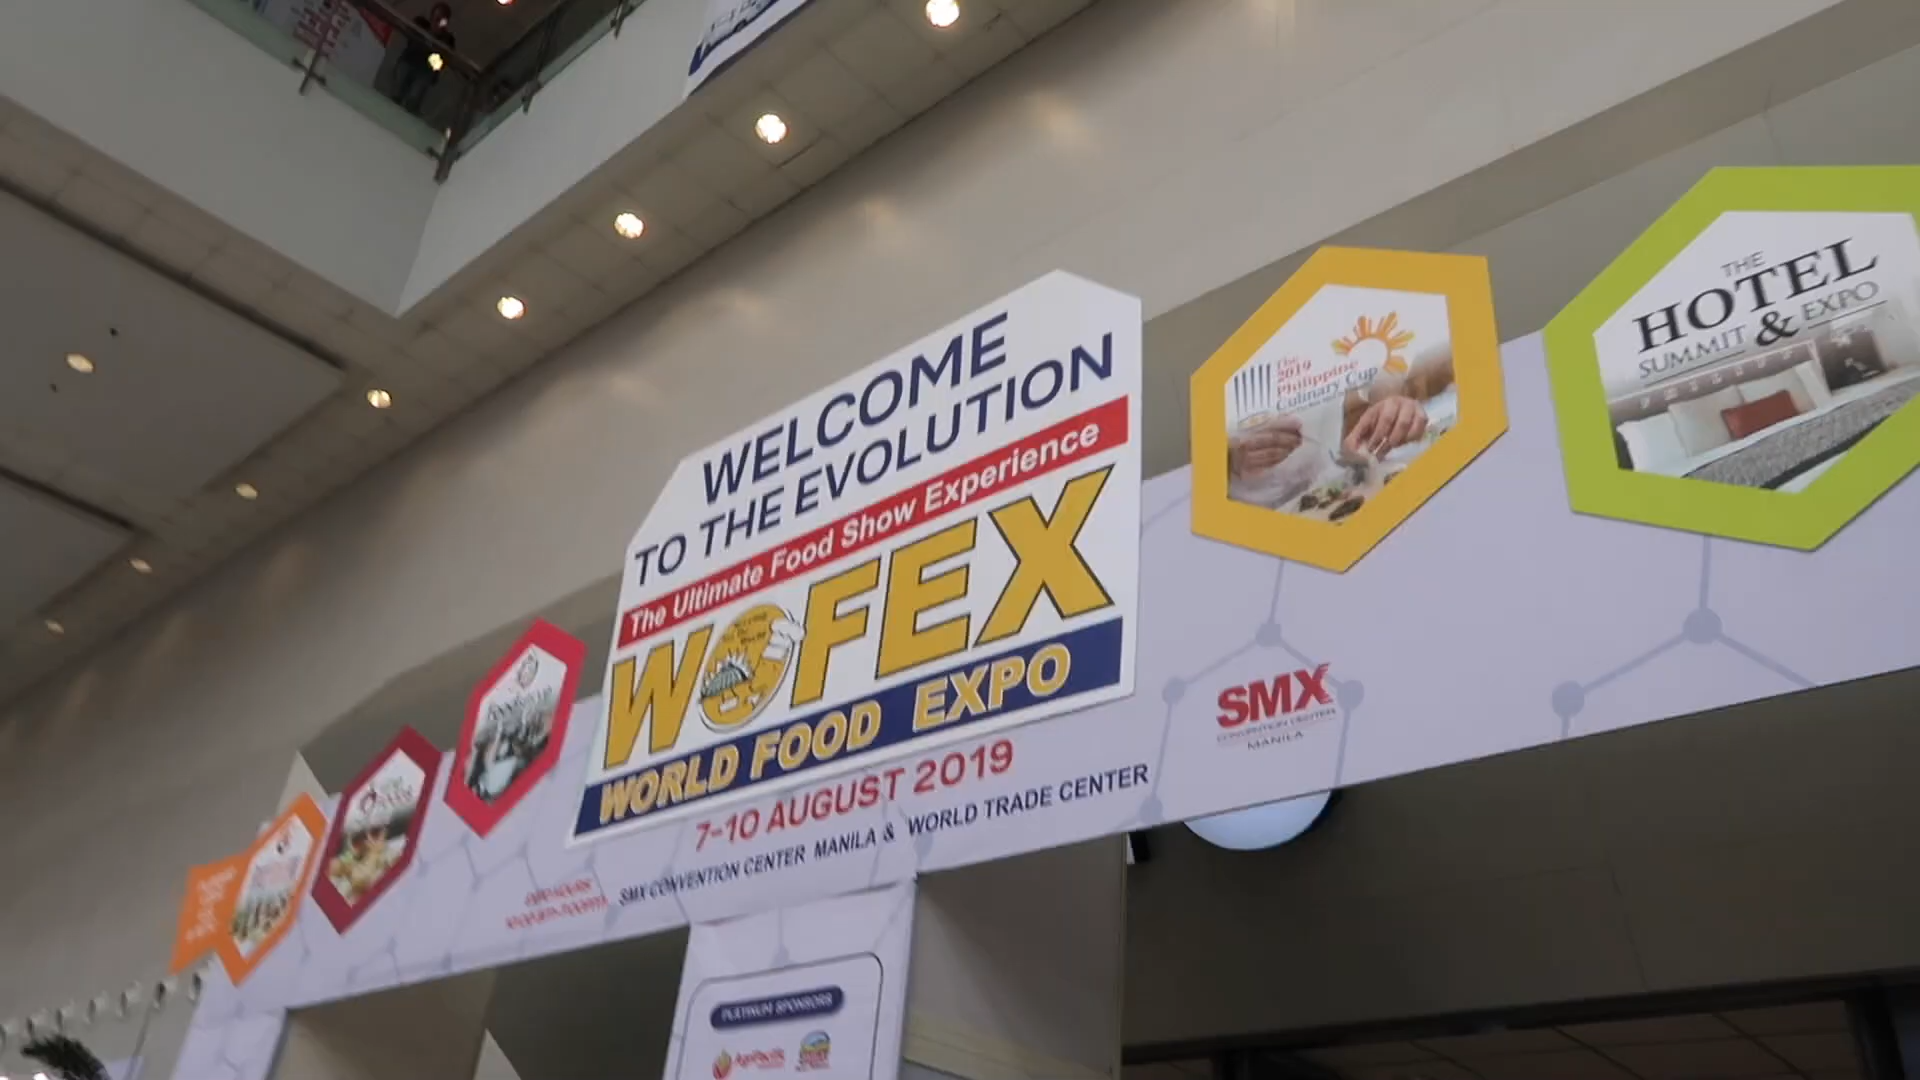 WELCOME
TO THE EVOLUTION
The Ultimate Food Show Experience
WOFEX
WORLD FOOD EXPO
7-10 AUGUST 2019
SMX CONVENTION CENTER MANILA & WORLD TRADE CENTER
The
2019
Philippine
Culinary Cup
THE
HOTEL
SUMMIT & EXPO
SMX
CONVENTION CENTER
MANILA
PLATINUM SPONSORS